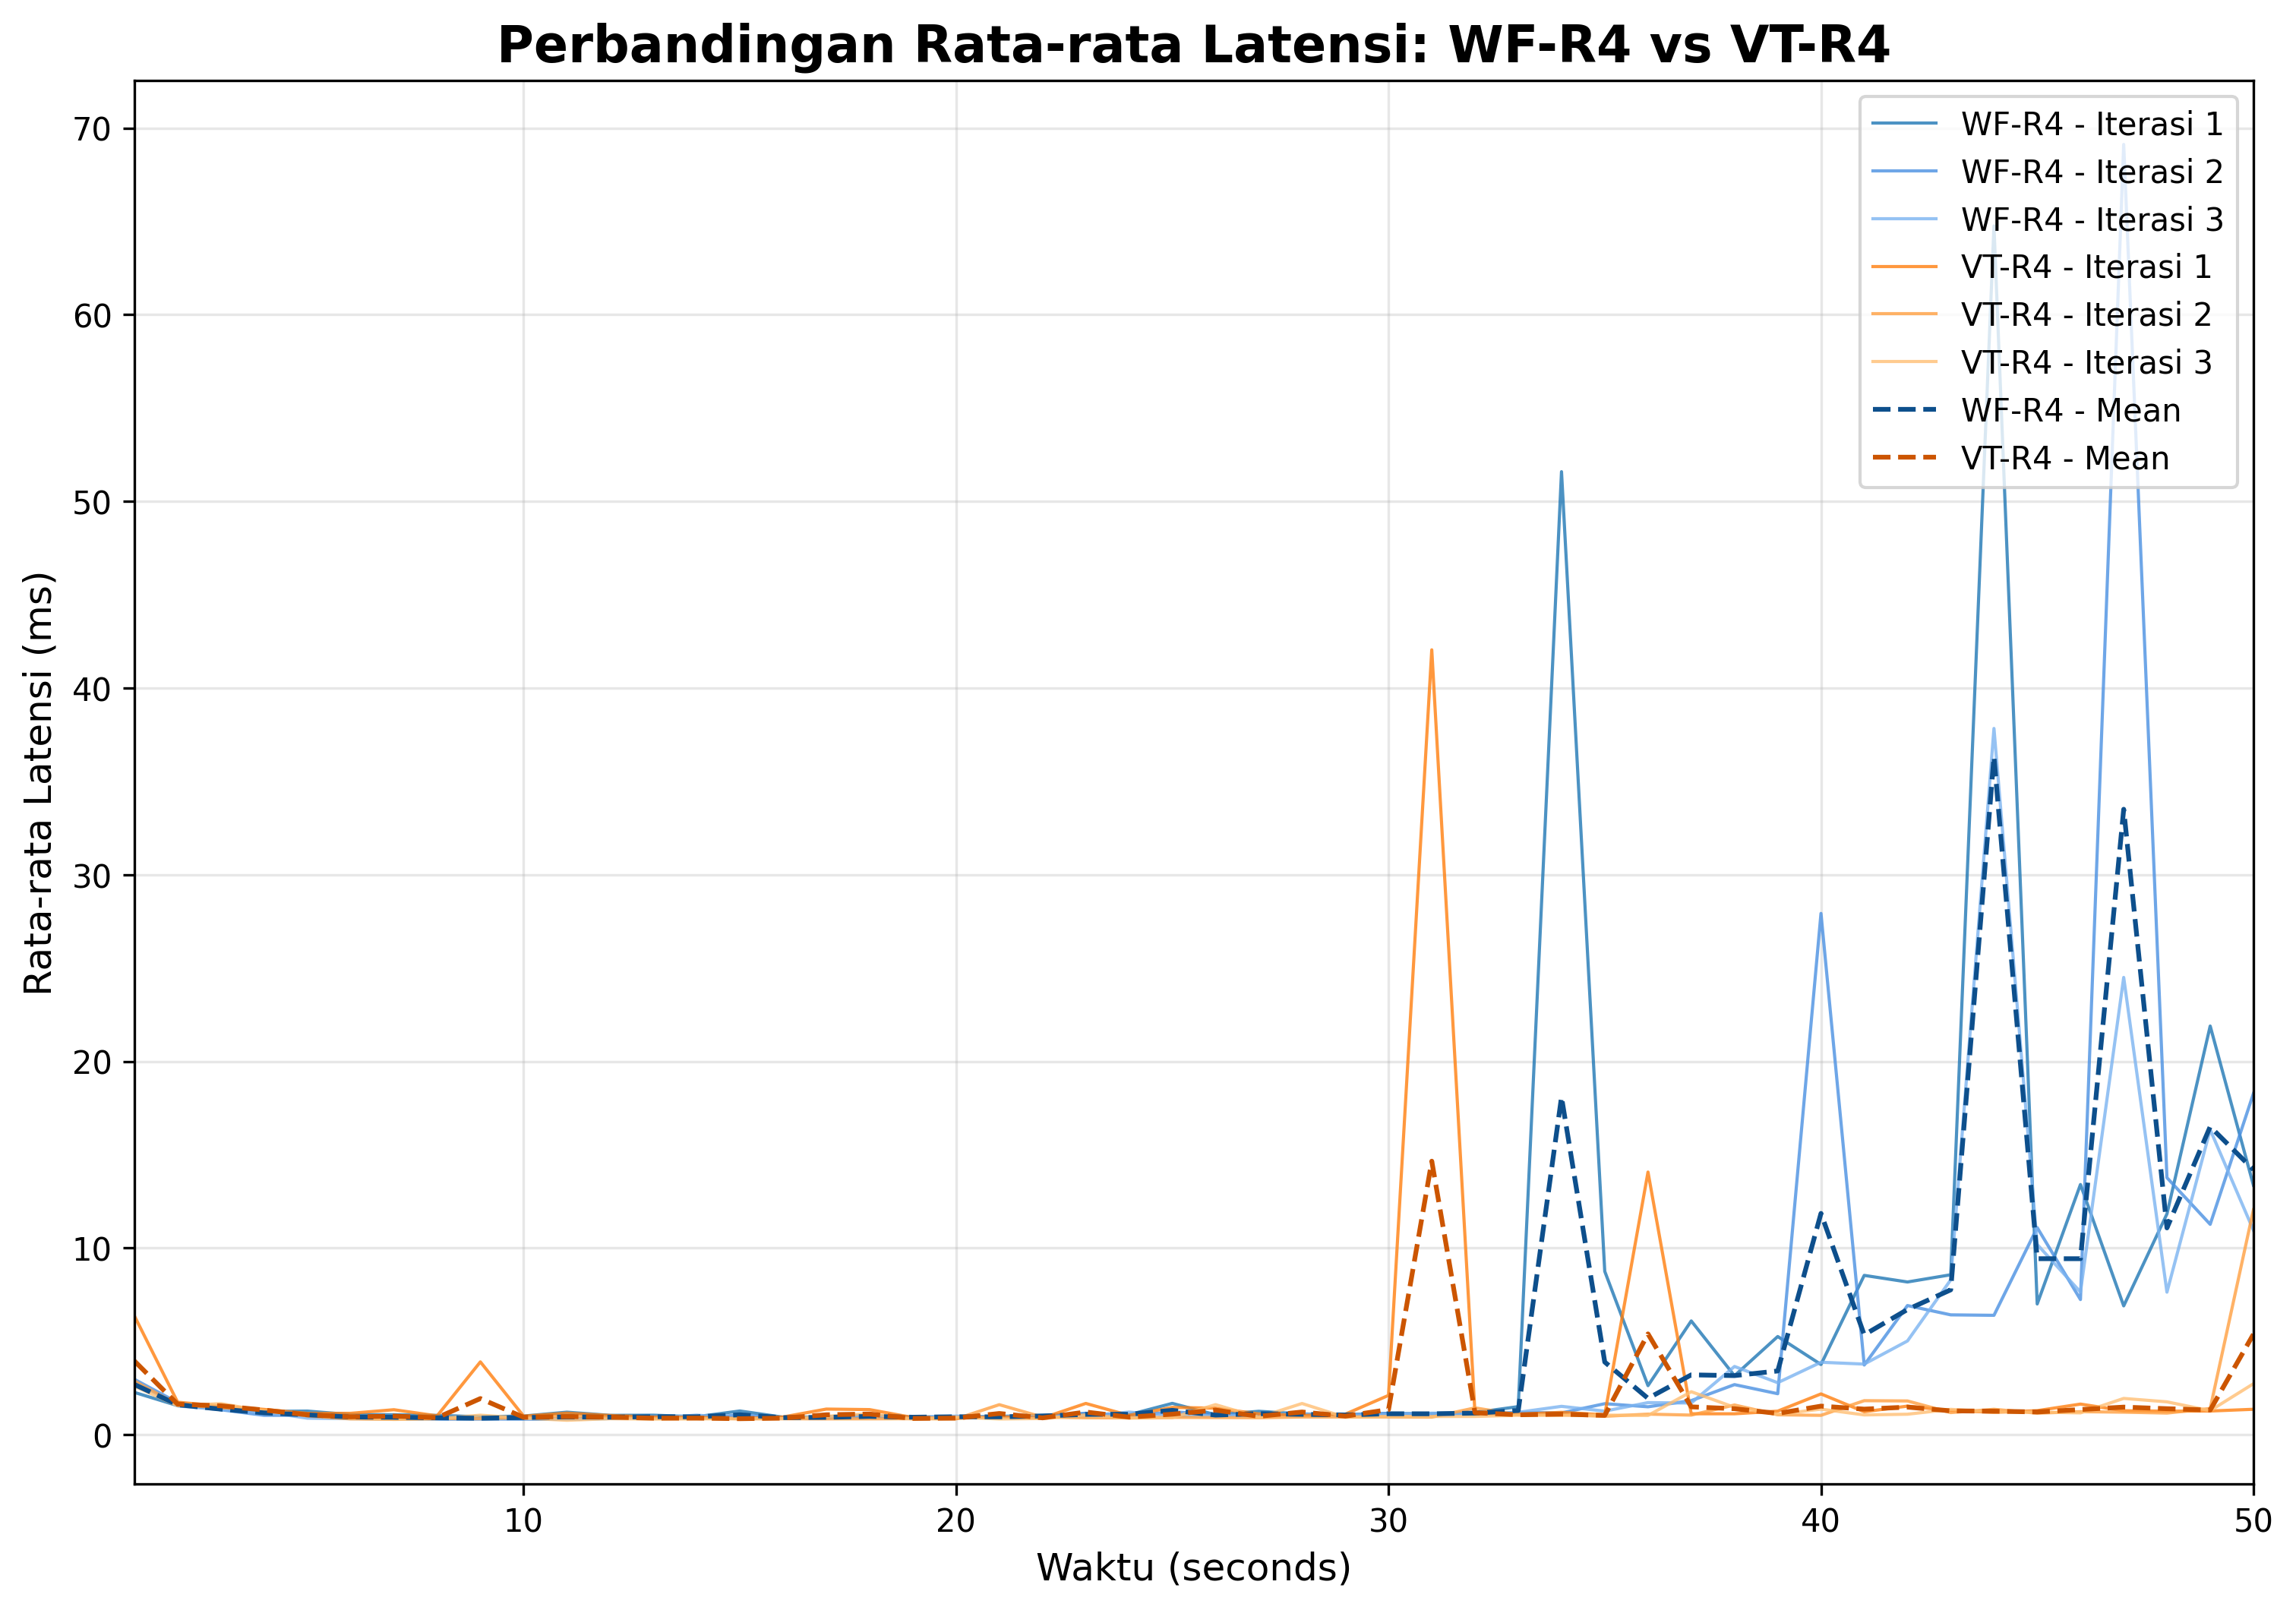 Perbandingan Rata-rata Latensi: WF-R4 vs VT-R4
Rata-rata Latensi (ms)
70
60
50
40
30
20
10
0
WF-R4 - Iterasi 1
WF-R4 - Iterasi 2
WF-R4 - Iterasi 3
VT-R4 - Iterasi 1
VT-R4 - Iterasi 2
VT-R4 - Iterasi 3
WF-R4 - Mean
VT-R4 - Mean
10 20 30 40 50
Waktu (seconds)